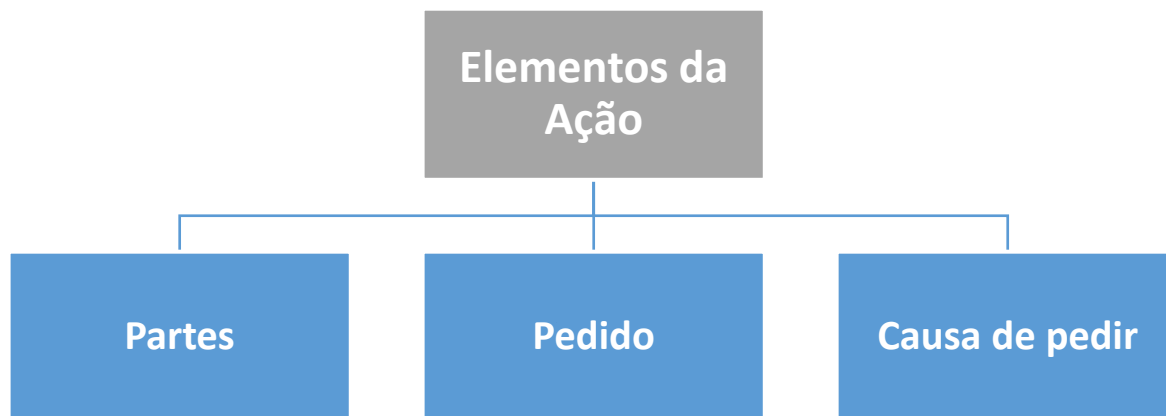 Elementos da
Ação
Partes
Pedido
Causa de pedir